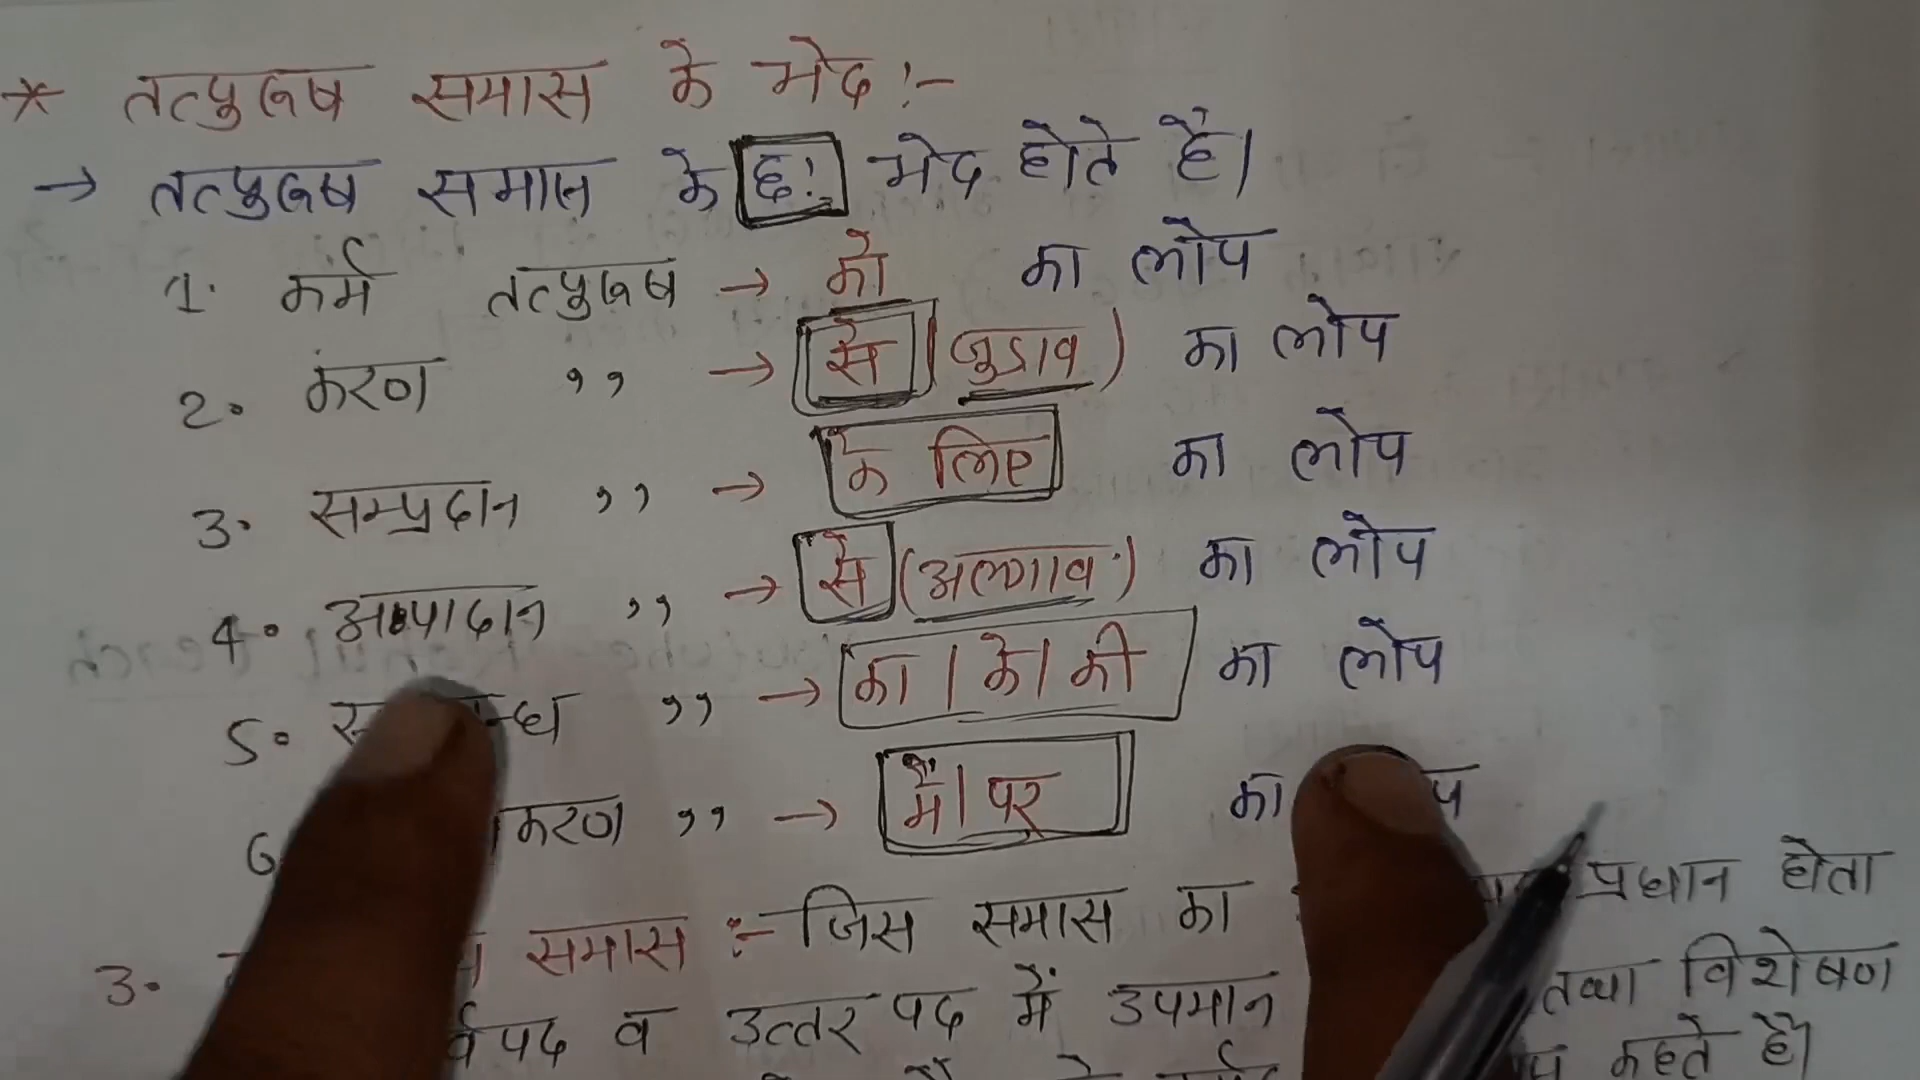 * तत्पुरूष समास के भेद :-
→ तत्पुरूष समास के छः भेद होते हैं।
1. कर्म तत्पुरूष → को का लोप
2. करण ,, → से (जुडाव) का लोप
3. सम्प्रदान ,, → के लिए का लोप
4. अपादान ,, → से (अलगाव) का लोप
5. ,, → का / के / की का लोप
6. करण ,, → में / पर का
3. समास :- जिस समास का प्रधान होता
पद व उत्तर पद में उपमान तथा विशेषण
कहते हैं।